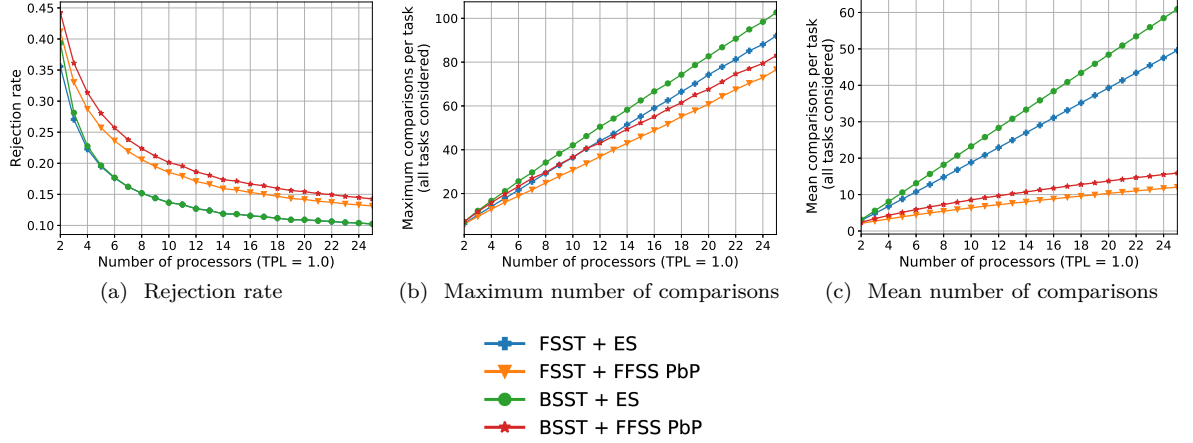 0.45
0.40
0.35
0.30
0.25
0.20
0.15
0.10
Rejection rate
2 4 6 8 10 12 14 16 18 20 22 24
Number of processors (TPL = 1.0)
(a) Rejection rate
100
80
60
40
20
Maximum comparisons per task
(all tasks considered)
2 4 6 8 10 12 14 16 18 20 22 24
Number of processors (TPL = 1.0)
(b) Maximum number of comparisons
60
50
40
30
20
10
0
Mean comparisons per task
(all tasks considered)
2 4 6 8 10 12 14 16 18 20 22 24
Number of processors (TPL = 1.0)
(c) Mean number of comparisons
FSST + ES
FSST + FFSS PbP
BSST + ES
BSST + FFSS PbP